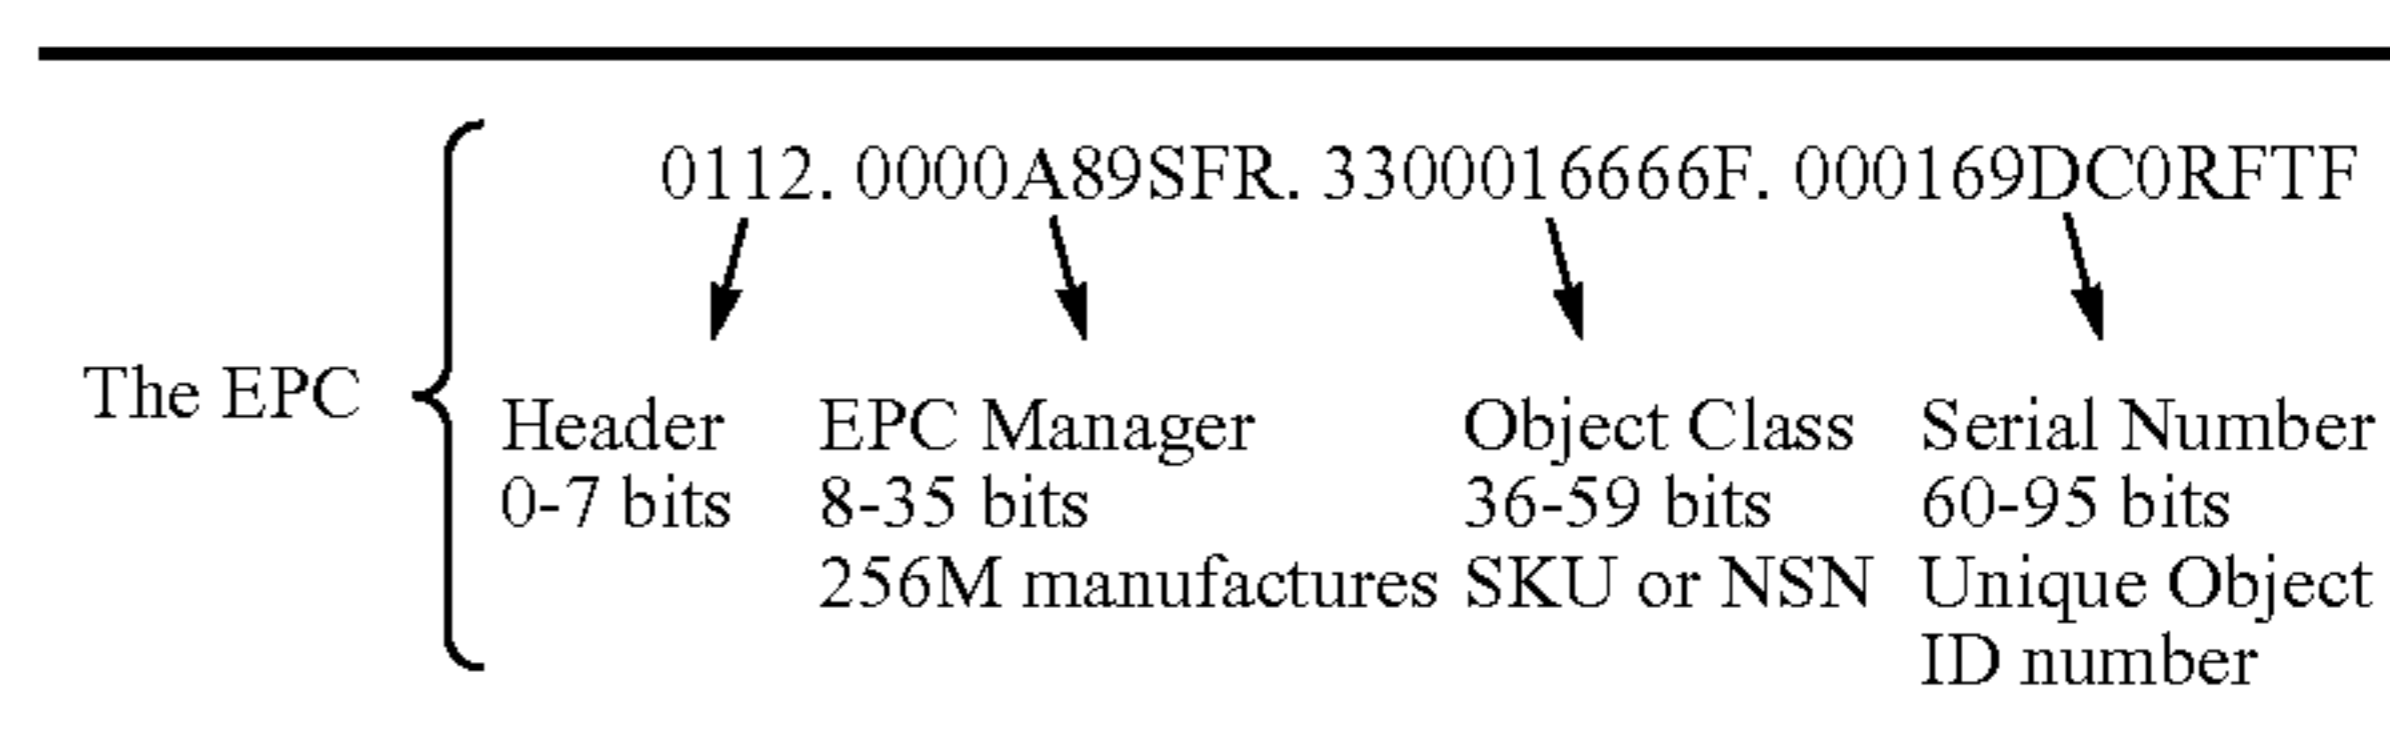 0112. 0000A89SFR. 3300016666F. 000169DC0RFTF
The EPC
Header
0-7 bits
EPC Manager
8-35 bits
256M manufactures
Object Class
36-59 bits
SKU or NSN
Serial Number
60-95 bits
Unique Object
ID number